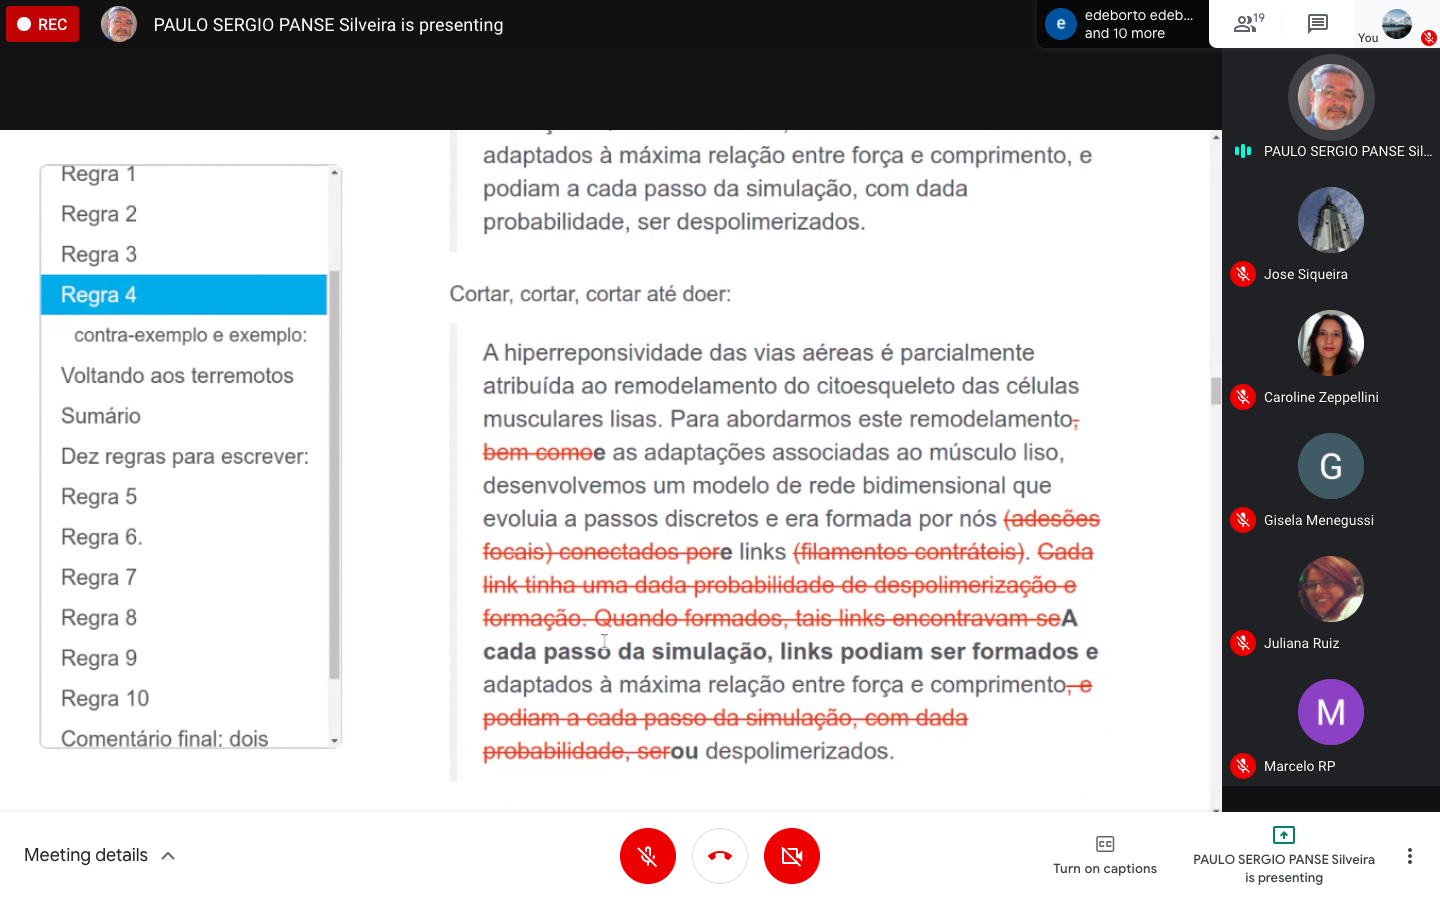 REC
PAULO SERGIO PANSE Silveira is presenting
e
edeborto edeb...
and 10 more
19
You
Regra 1
Regra 2
Regra 3
Regra 4
contra-exemplo e exemplo:
Voltando aos terremotos
Sumário
Dez regras para escrever:
Regra 5
Regra 6.
Regra 7
Regra 8
Regra 9
Regra 10
Comentário final: dois
adaptados à máxima relação entre força e comprimento, e
podiam a cada passo da simulação, com dada
probabilidade, ser despolimerizados.
Cortar, cortar, cortar até doer:
A hiperreponsividade das vias aéreas é parcialmente
atribuída ao remodelamento do citoesqueleto das células
musculares lisas. Para abordarmos este remodelamento,
bem comoe as adaptações associadas ao músculo liso,
desenvolvemos um modelo de rede bidimensional que
evoluia a passos discretos e era formada por nós (adesões
focais) conectados pore links (filamentos contráteis). Cada
link tinha uma dada probabilidade de despolimerização e
formação. Quando formados, tais links encontravam-seA
cada passo da simulação, links podiam ser formados e
adaptados à máxima relação entre força e comprimento, e
podiam a cada passo da simulação, com dada
probabilidade, serou despolimerizados.
PAULO SERGIO PANSE Sil...
Jose Siqueira
Caroline Zeppellini
G
Gisela Menegussi
Juliana Ruiz
M
Marcelo RP
Meeting details
CC
Turn on captions
PAULO SERGIO PANSE Silveira
is presenting